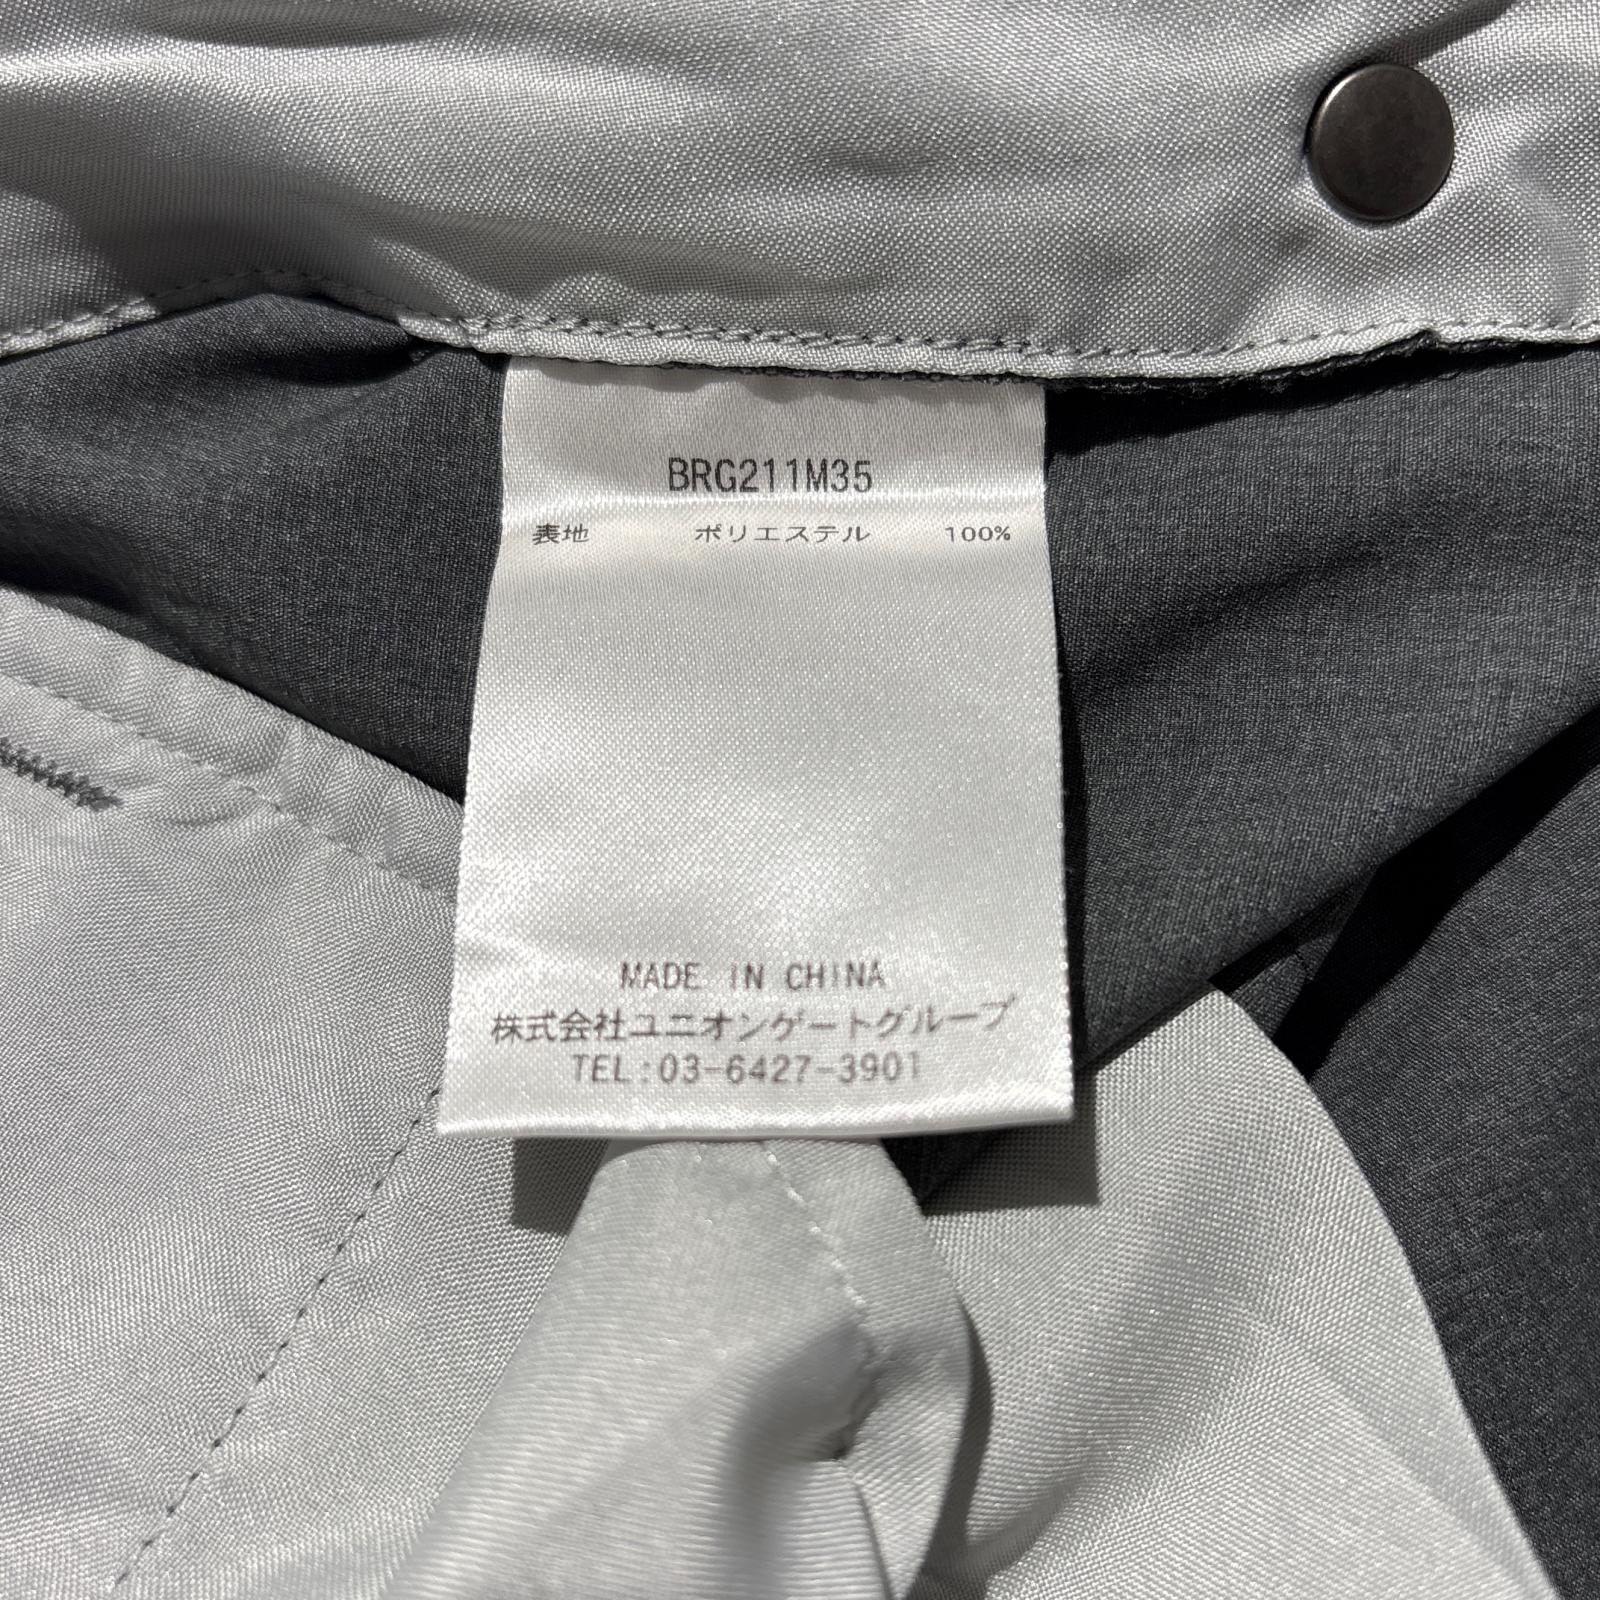 BRG211M35
表地 ポリエステル 100%
MADE IN CHINA
株式会社ユニオンゲートグループ
TEL:03-6427-3901